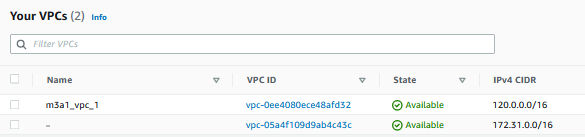 Your VPCs (2) Info
Filter VPCs
Name VPC ID State IPv4 CIDR
m3a1_vpc_1 vpc-0ee4080ece48afd32 Available 120.0.0.0/16
– vpc-05a4f109d9ab4c43c Available 172.31.0.0/16